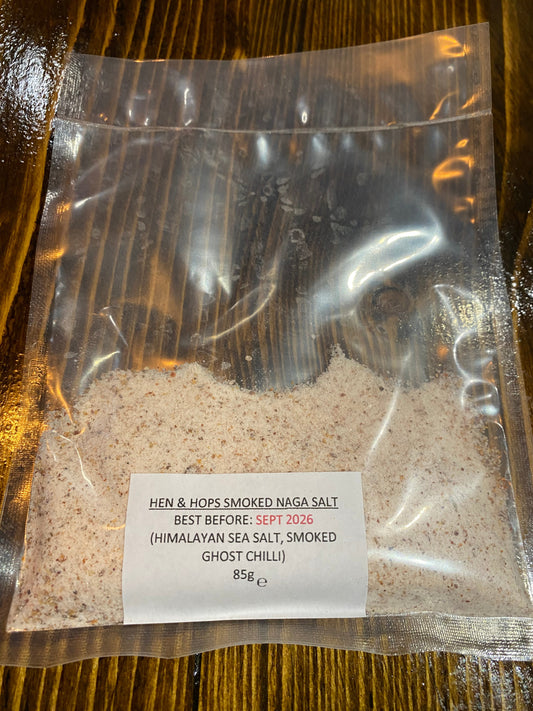 HEN & HOPS SMOKED NAGA SALT
BEST BEFORE: SEPT 2026
(HIMALAYAN SEA SALT, SMOKED
GHOST CHILLI)
85g ℮